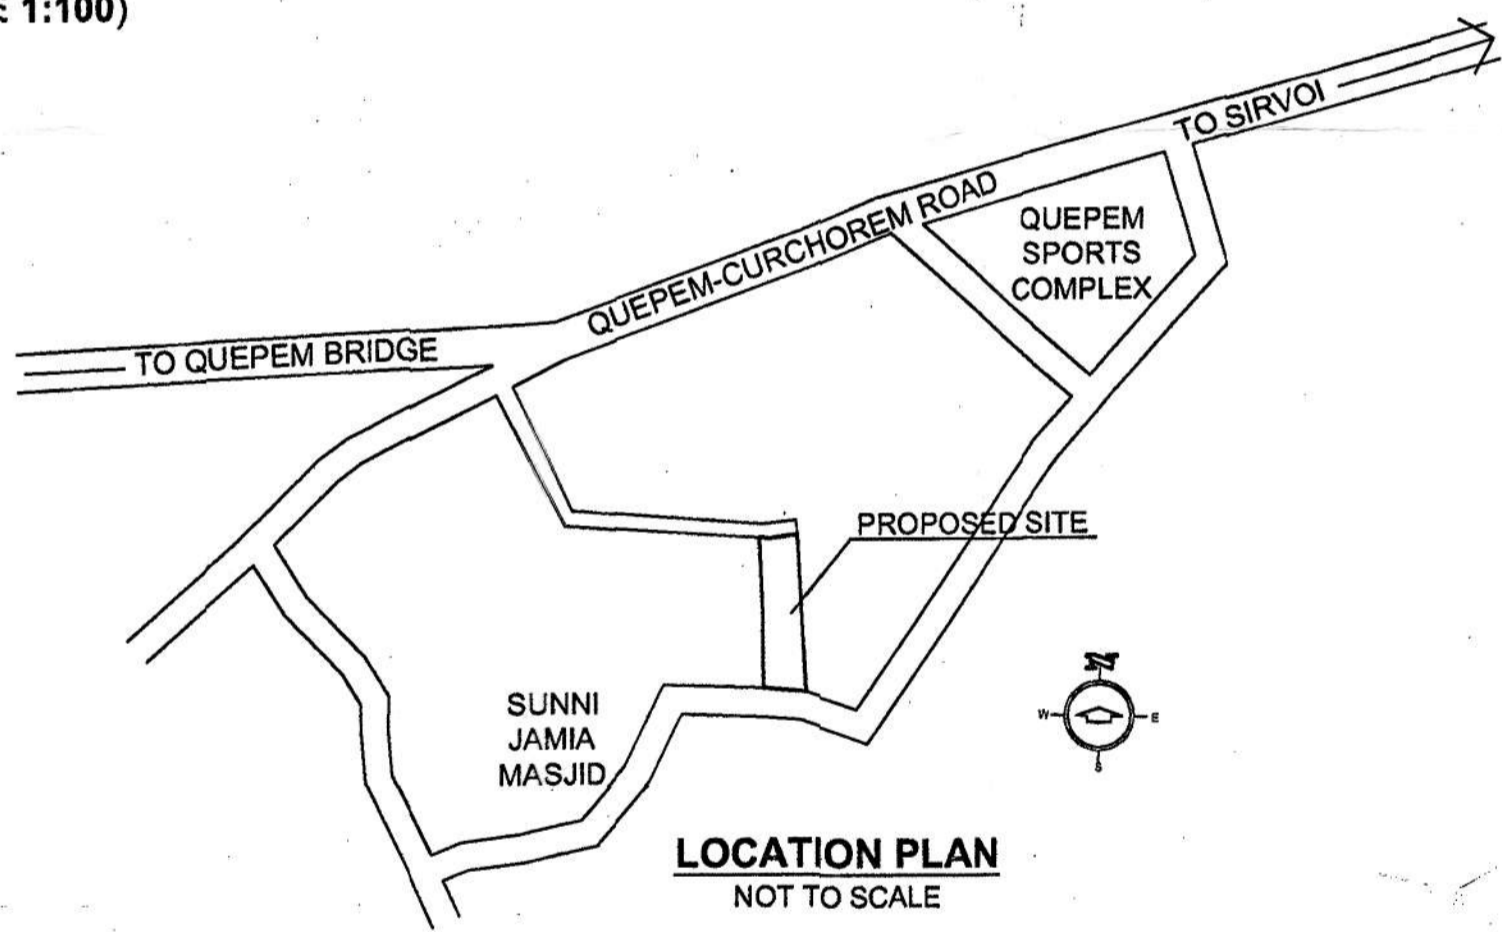 1:100)
TO SIRVOI
QUEPEM-CURCHOREM ROAD
QUEPEM
SPORTS
COMPLEX
TO QUEPEM BRIDGE
PROPOSED SITE
SUNNI
JAMIA
MASJID
N
W
E
S
LOCATION PLAN
NOT TO SCALE